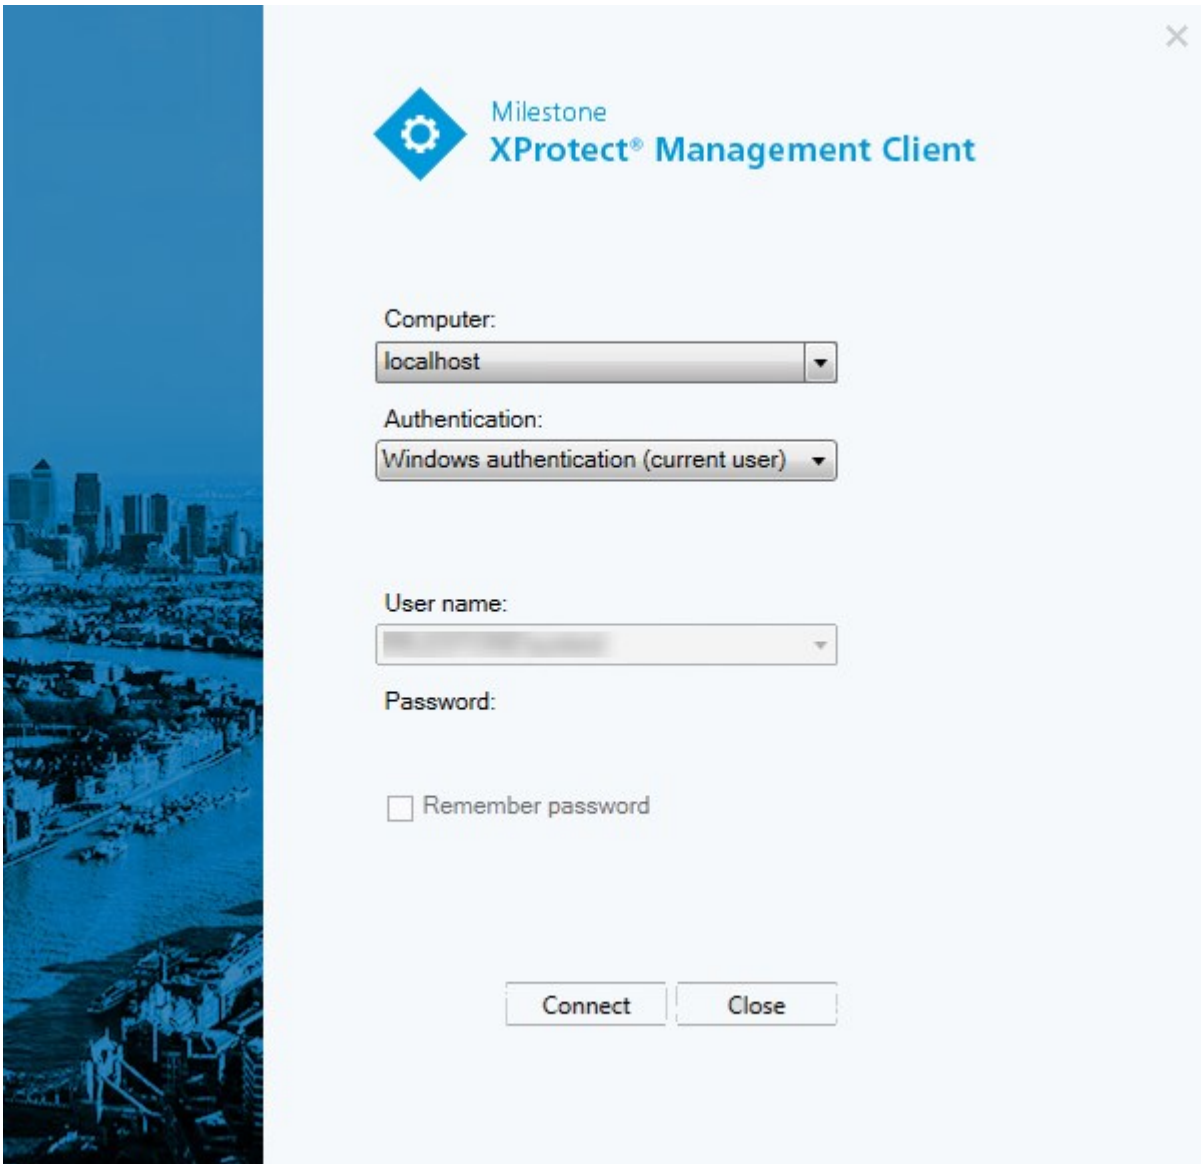 Milestone
XProtect® Management Client
Computer:
localhost
Authentication:
Windows authentication (current user)
User name:
Password:
Remember password
Connect
Close